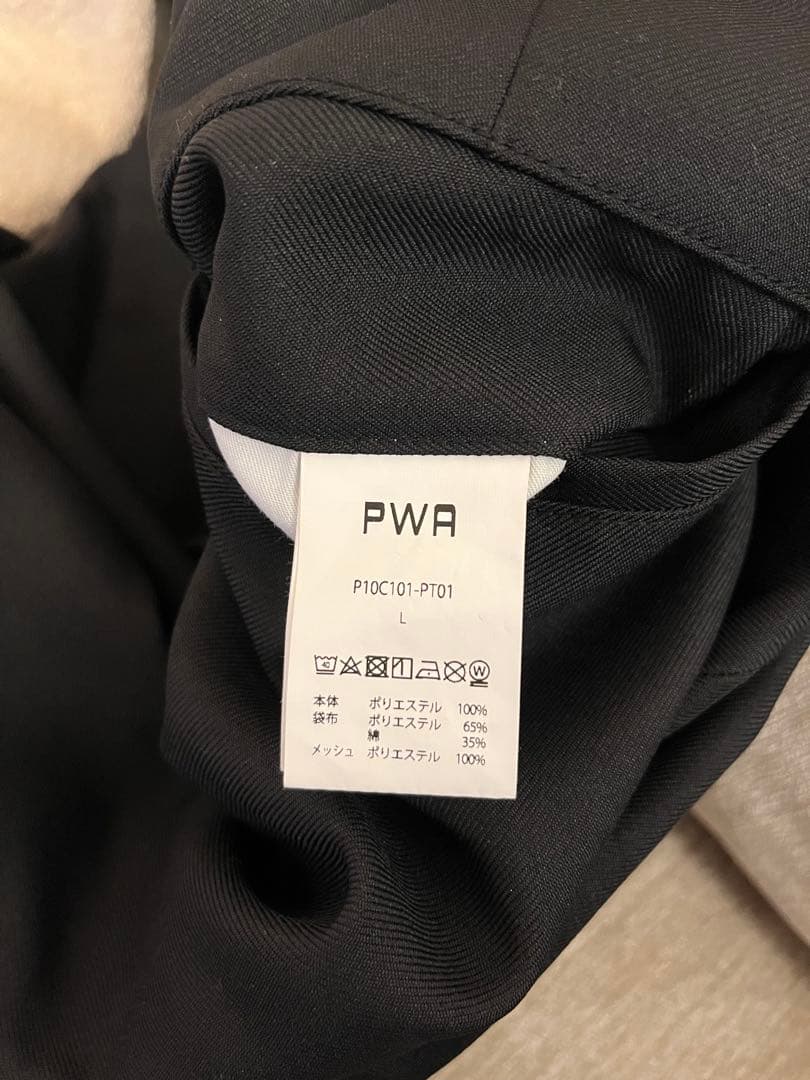 PWA
P10C101-PT01
L
40 W
本体 ポリエステル 100%
袋布 ポリエステル 65%
綿 35%
メッシュ ポリエステル 100%